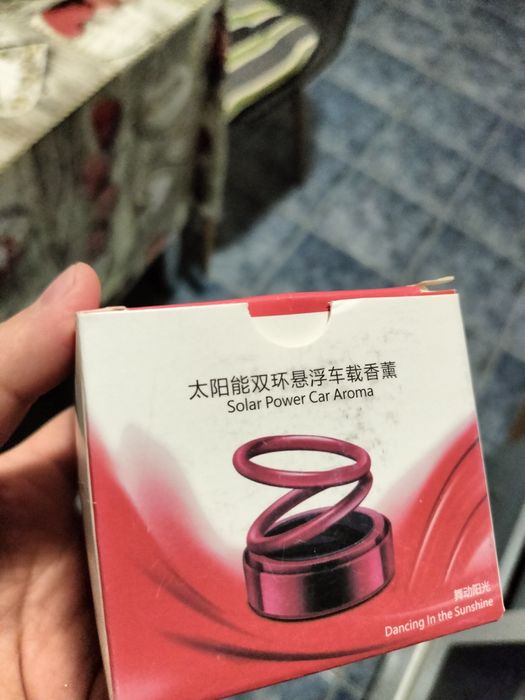 太阳能双环悬浮车载香薰
Solar Power Car Aroma
舞动阳光
Dancing In the Sunshine